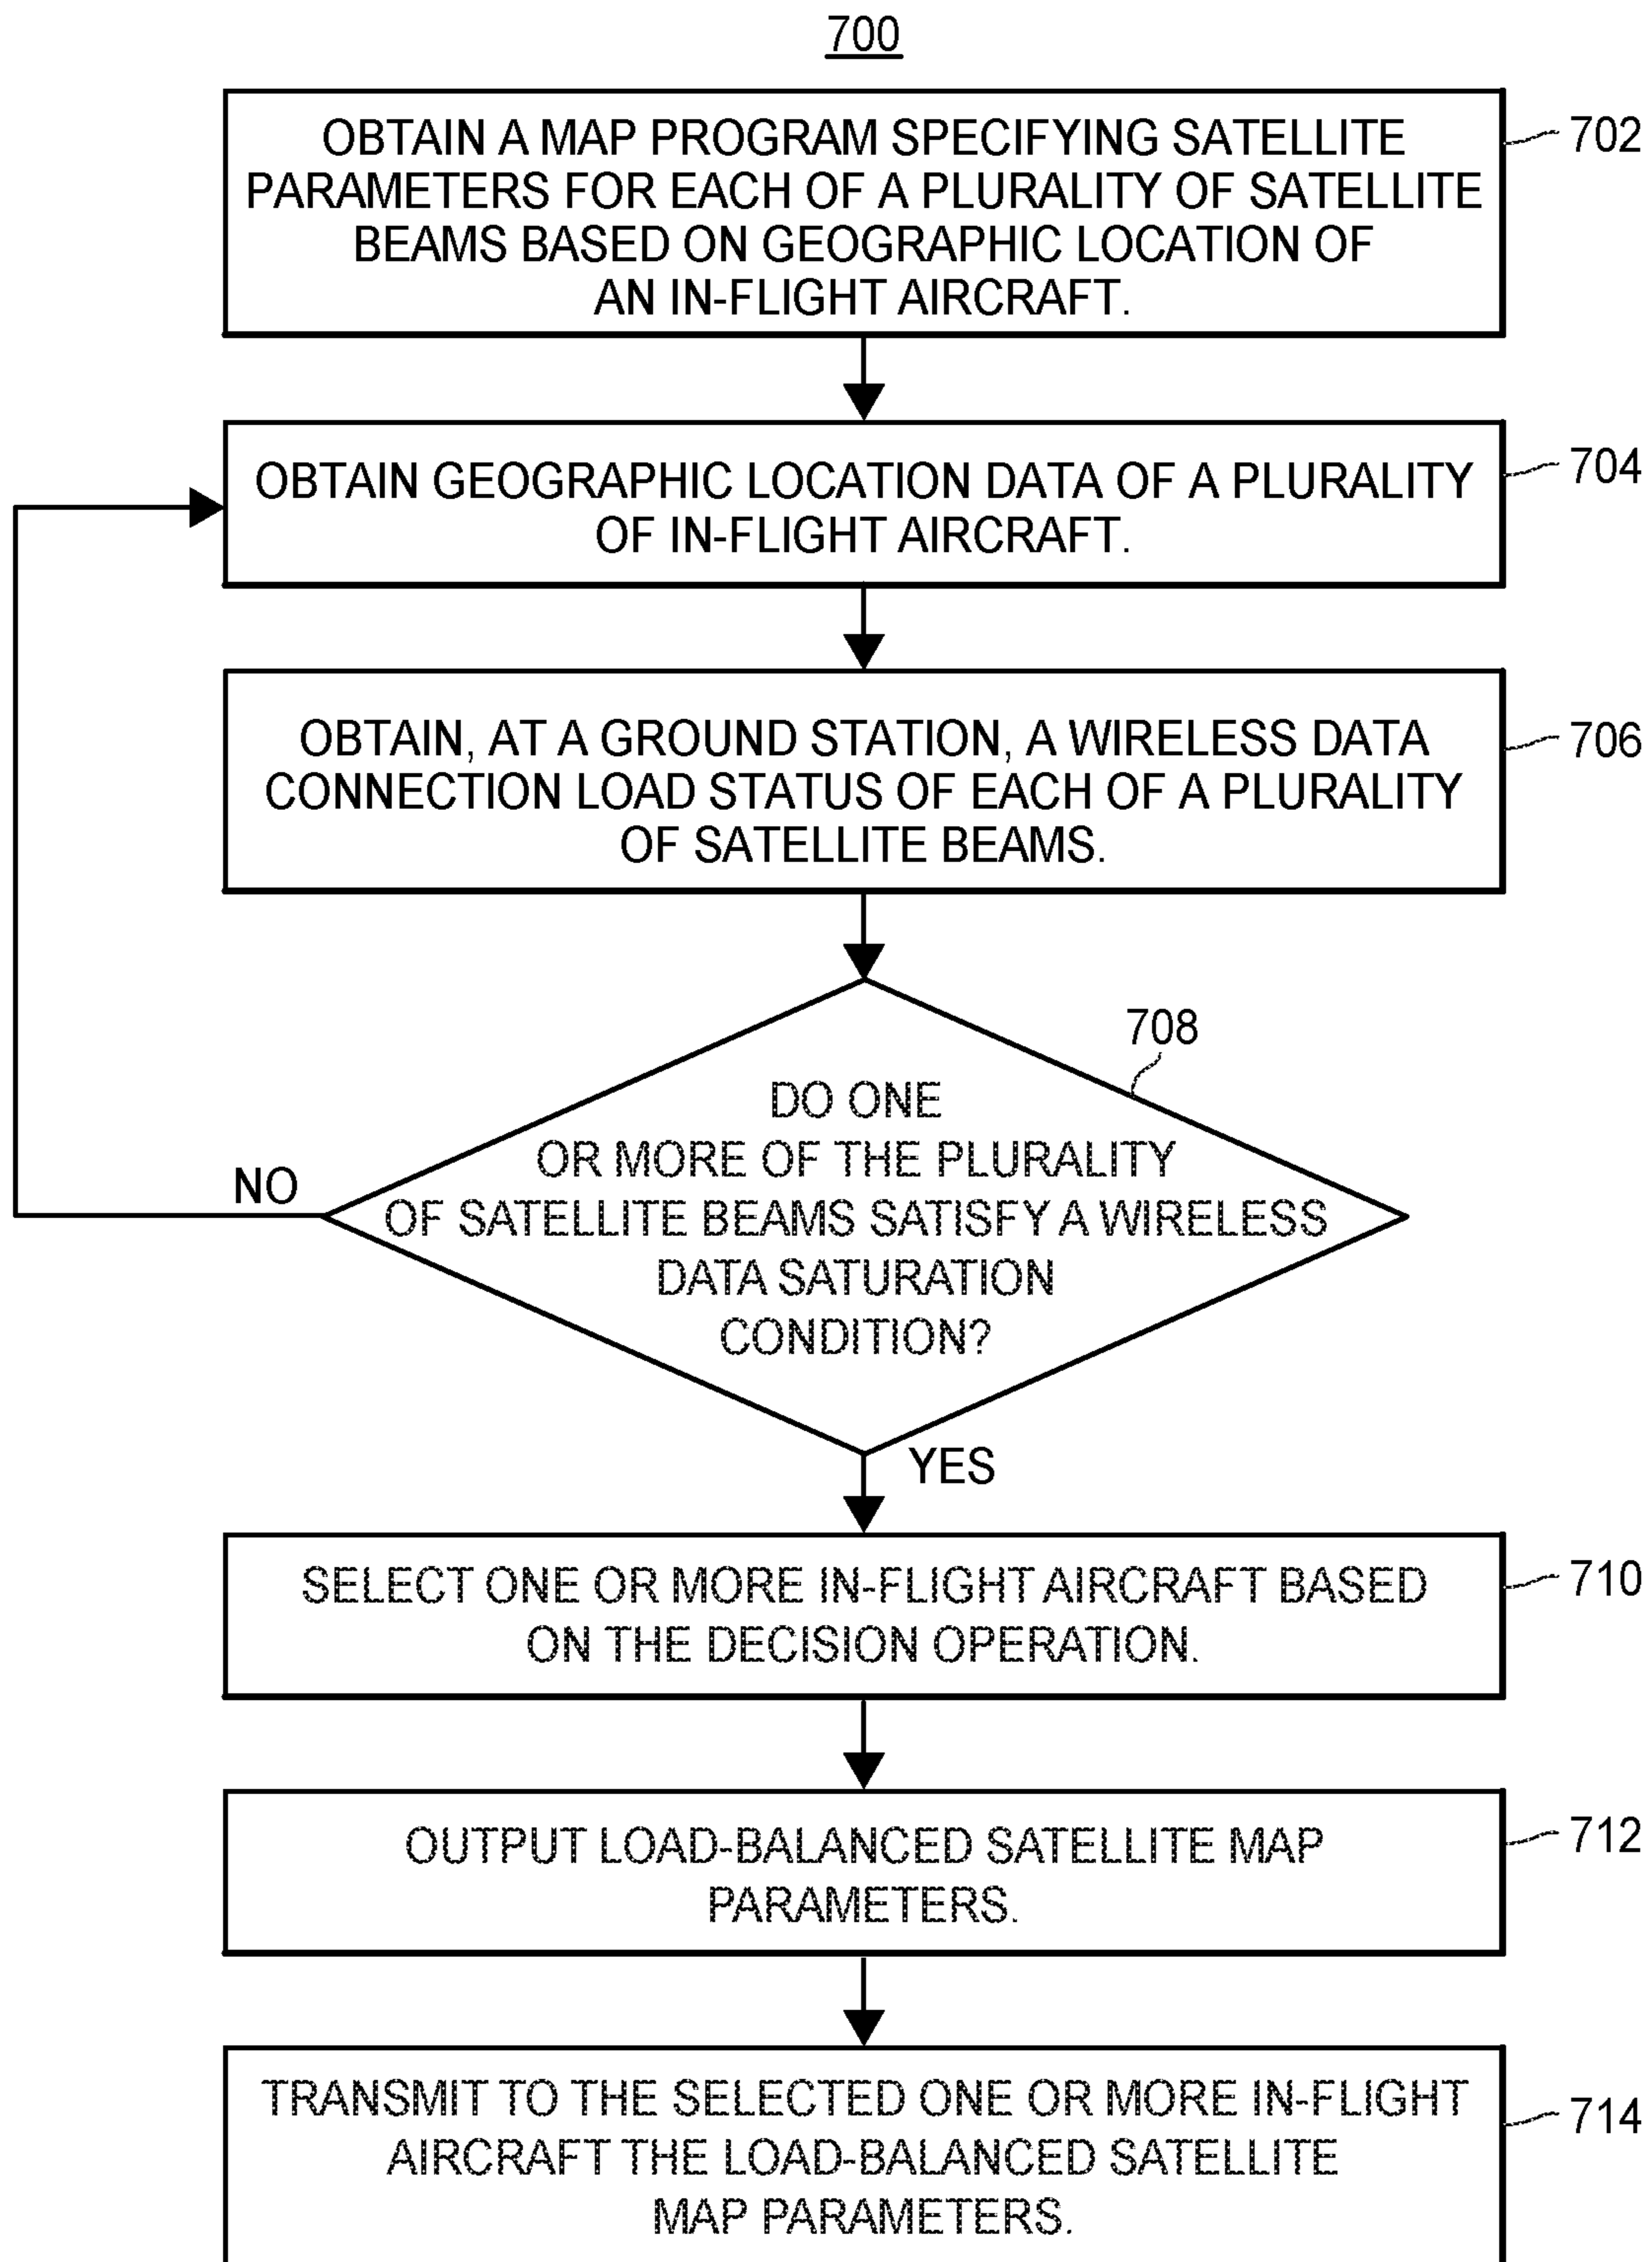 700
OBTAIN A MAP PROGRAM SPECIFYING SATELLITE
PARAMETERS FOR EACH OF A PLURALITY OF SATELLITE
BEAMS BASED ON GEOGRAPHIC LOCATION OF
AN IN-FLIGHT AIRCRAFT.
702
OBTAIN GEOGRAPHIC LOCATION DATA OF A PLURALITY
OF IN-FLIGHT AIRCRAFT.
704
OBTAIN, AT A GROUND STATION, A WIRELESS DATA
CONNECTION LOAD STATUS OF EACH OF A PLURALITY
OF SATELLITE BEAMS.
706
708
DO ONE
OR MORE OF THE PLURALITY
OF SATELLITE BEAMS SATISFY A WIRELESS
DATA SATURATION
CONDITION?
NO
YES
SELECT ONE OR MORE IN-FLIGHT AIRCRAFT BASED
ON THE DECISION OPERATION.
710
OUTPUT LOAD-BALANCED SATELLITE MAP
PARAMETERS.
712
TRANSMIT TO THE SELECTED ONE OR MORE IN-FLIGHT
AIRCRAFT THE LOAD-BALANCED SATELLITE
MAP PARAMETERS.
714